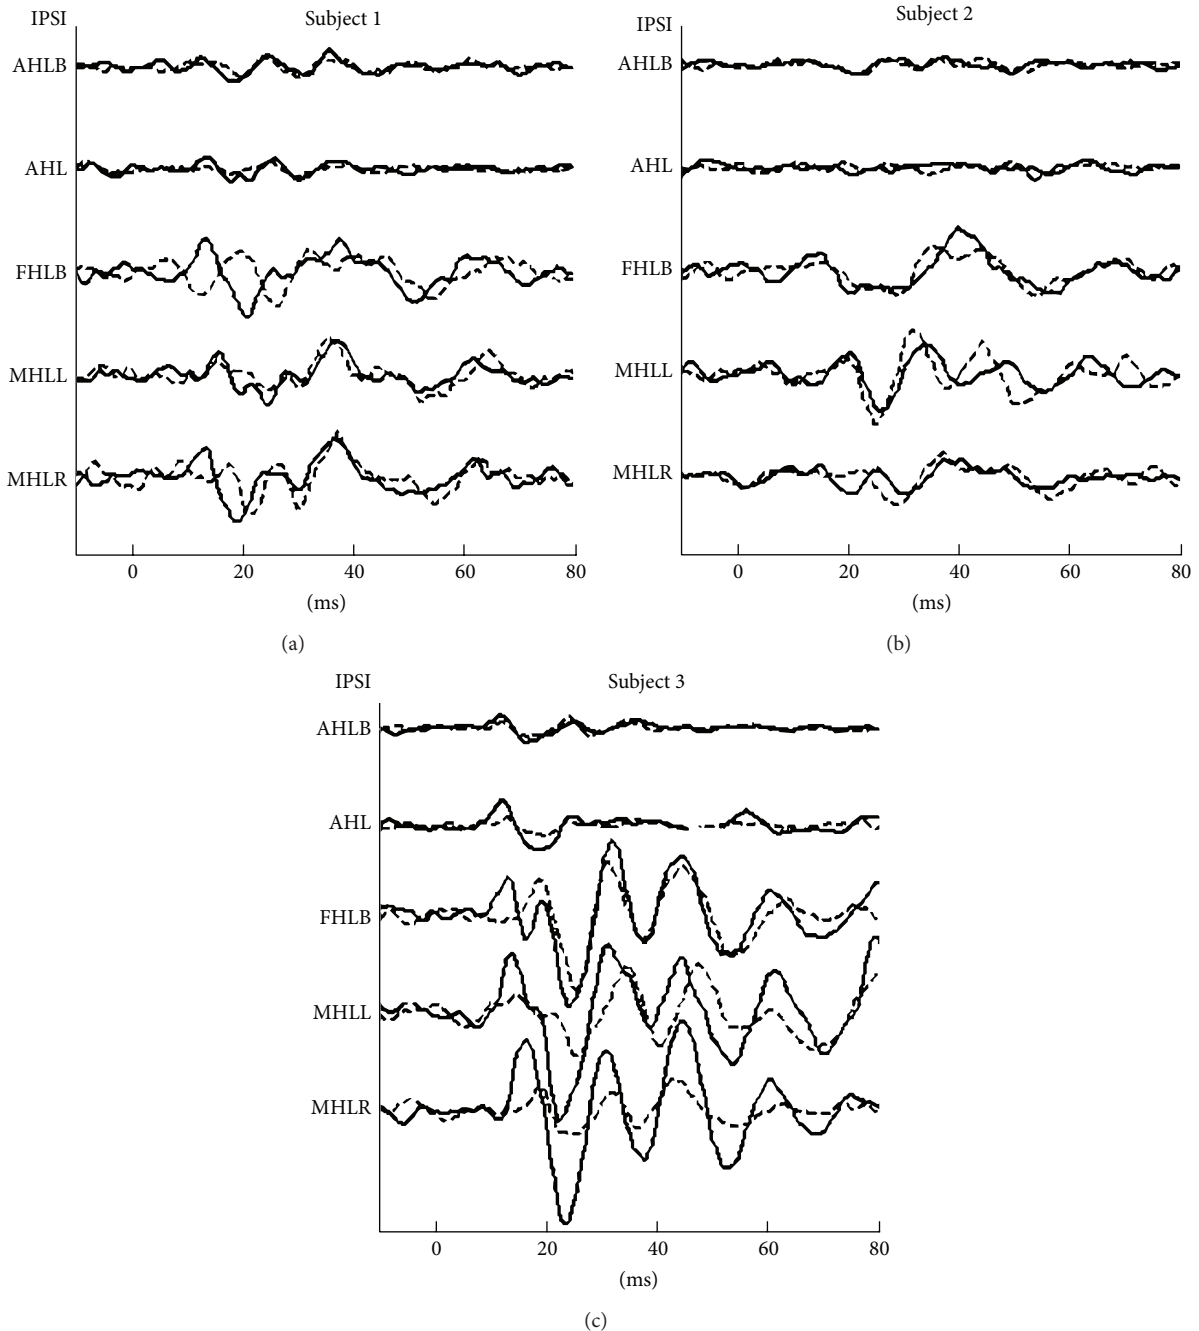 IPSI
Subject 1
AHLB
AHL
FHLB
MHLL
MHLR
0 20 40 60 80
(ms)
(a)
IPSI
Subject 2
AHLB
AHL
FHLB
MHLL
MHLR
0 20 40 60 80
(ms)
(b)
IPSI
Subject 3
AHLB
AHL
FHLB
MHLL
MHLR
0 20 40 60 80
(ms)
(c)